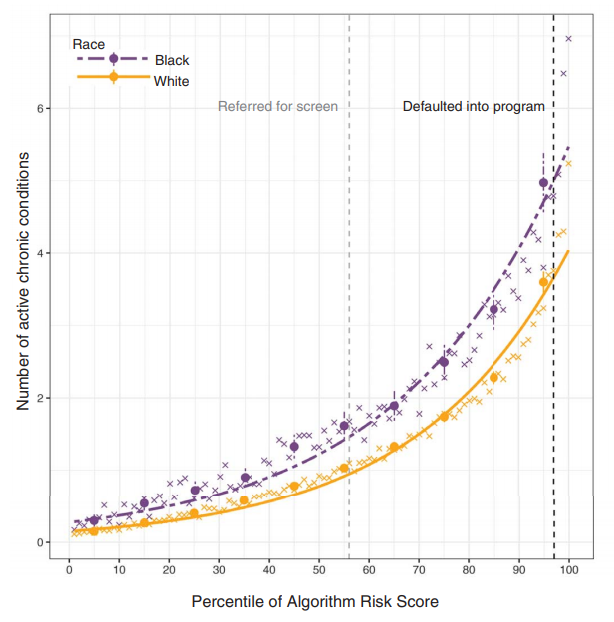 Race
Black
White
Referred for screen
Defaulted into program
Number of active chronic conditions
6
4
2
0
0 10 20 30 40 50 60 70 80 90 100
Percentile of Algorithm Risk Score